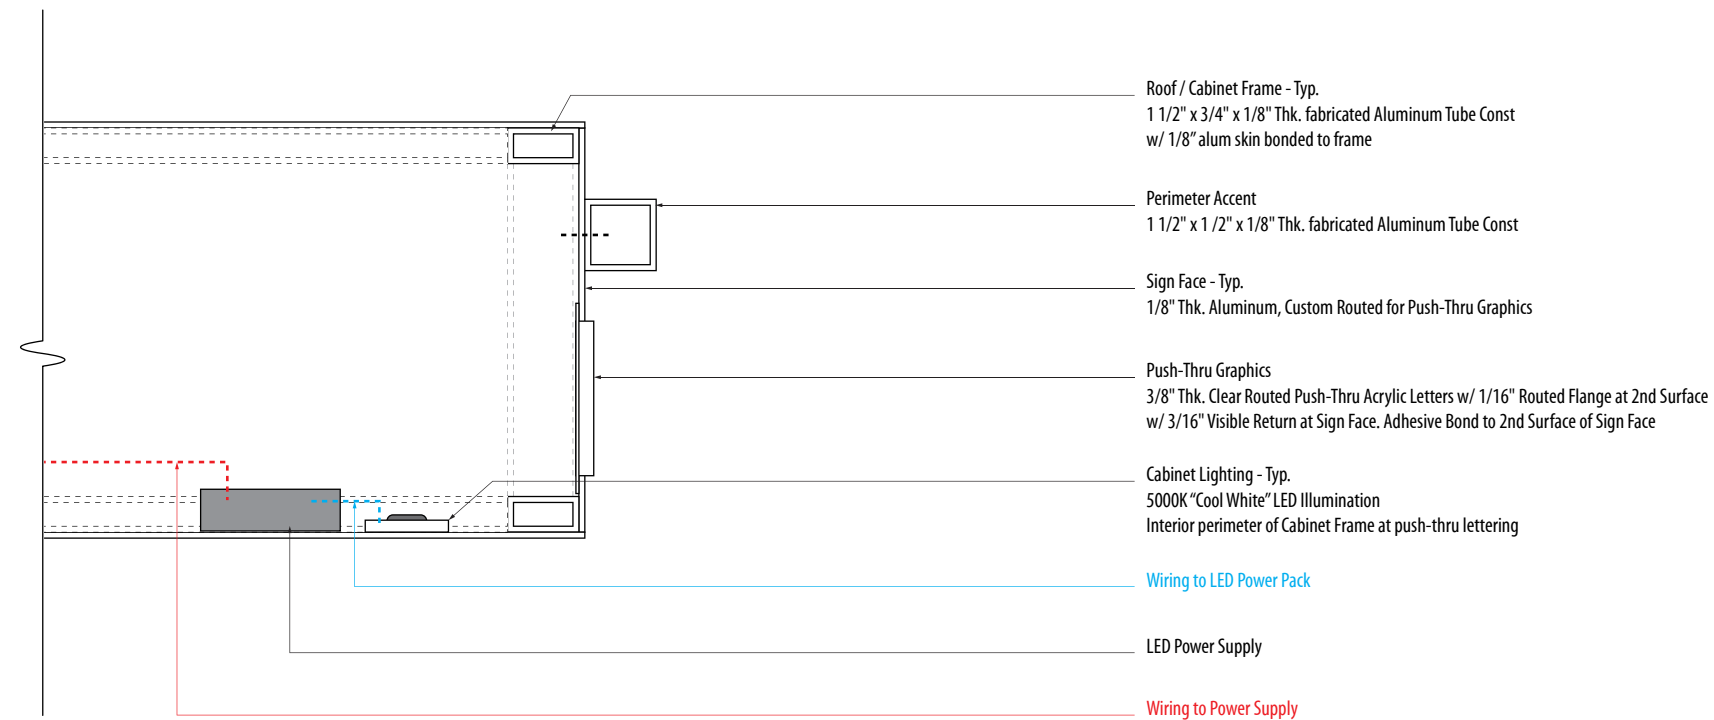 Roof / Cabinet Frame - Typ.
1 1/2" x 3/4" x 1/8" Thk. fabricated Aluminum Tube Const
w/ 1/8” alum skin bonded to frame
Perimeter Accent
1 1/2" x 1 /2" x 1/8" Thk. fabricated Aluminum Tube Const
Sign Face - Typ.
1/8" Thk. Aluminum, Custom Routed for Push-Thru Graphics
Push-Thru Graphics
3/8" Thk. Clear Routed Push-Thru Acrylic Letters w/ 1/16" Routed Flange at 2nd Surface
w/ 3/16" Visible Return at Sign Face. Adhesive Bond to 2nd Surface of Sign Face
Cabinet Lighting - Typ.
5000K “Cool White” LED Illumination
Interior perimeter of Cabinet Frame at push-thru lettering
Wiring to LED Power Pack
LED Power Supply
Wiring to Power Supply